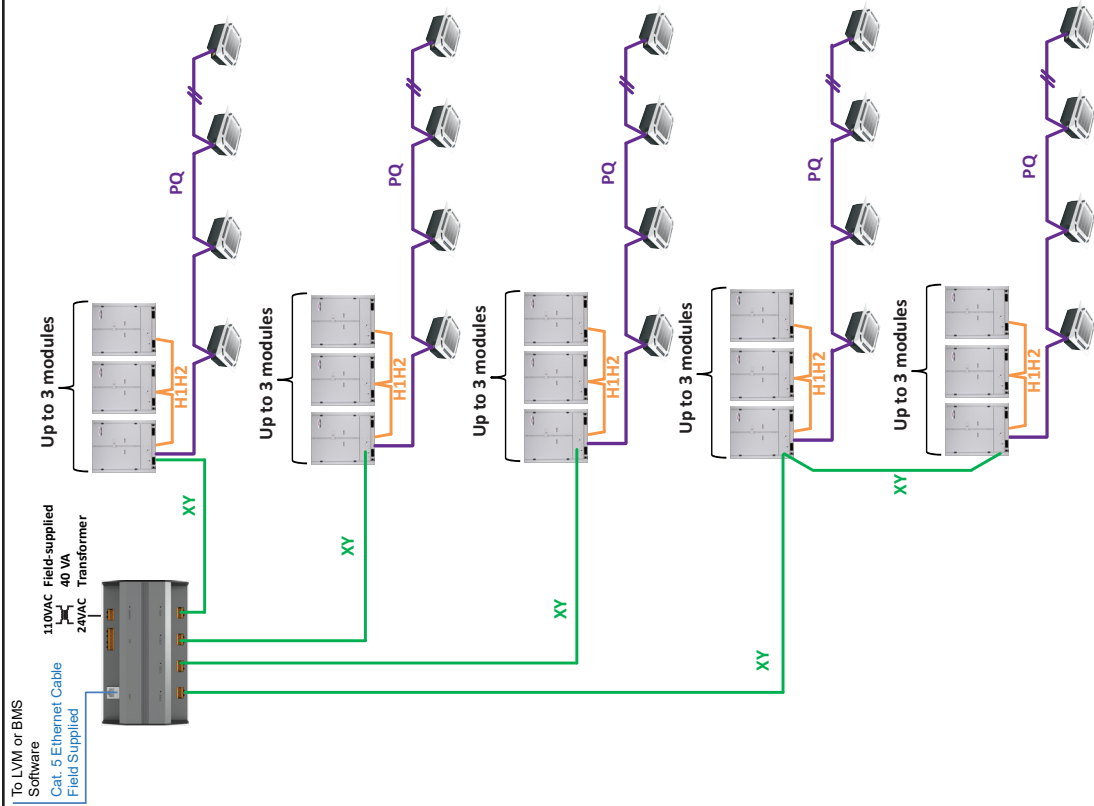 To LVM or BMS
Software
Cat. 5 Ethernet Cable
Field Supplied
110VAC
24VAC
Field-supplied
40 VA
Transformer
Up to 3 modules
H1H2
PQ
XY
Up to 3 modules
H1H2
PQ
XY
Up to 3 modules
H1H2
PQ
XY
Up to 3 modules
H1H2
PQ
XY
Up to 3 modules
H1H2
PQ
XY